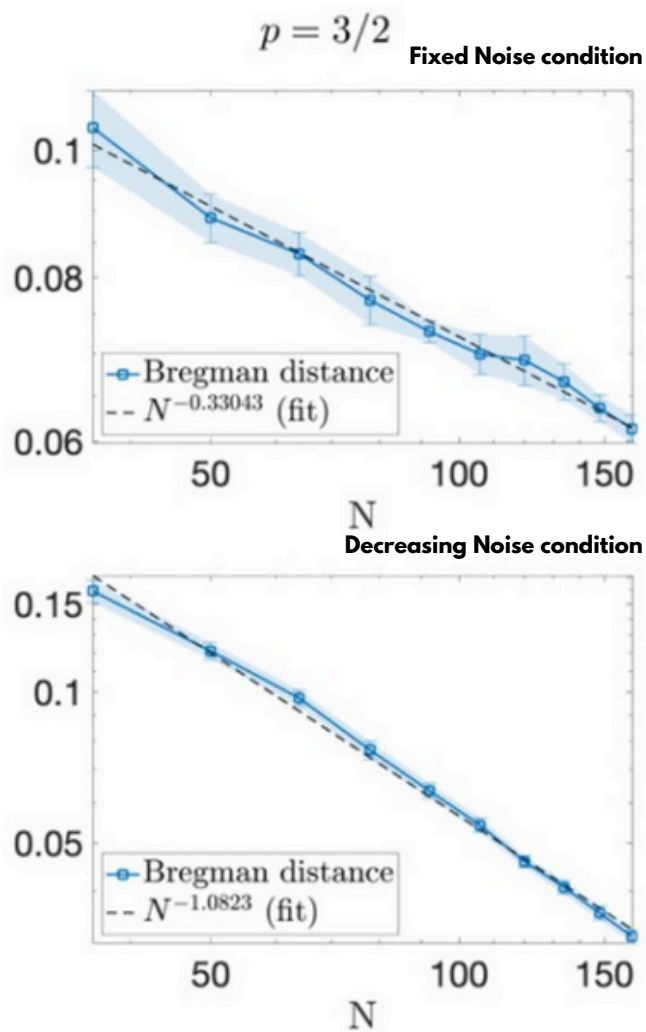 p = 3/2
Fixed Noise condition
0.1
0.08
0.06
Bregman distance
N^{-0.33043} (fit)
50 100 150
N
Decreasing Noise condition
0.15
0.1
0.05
Bregman distance
N^{-1.0823} (fit)
50 100 150
N